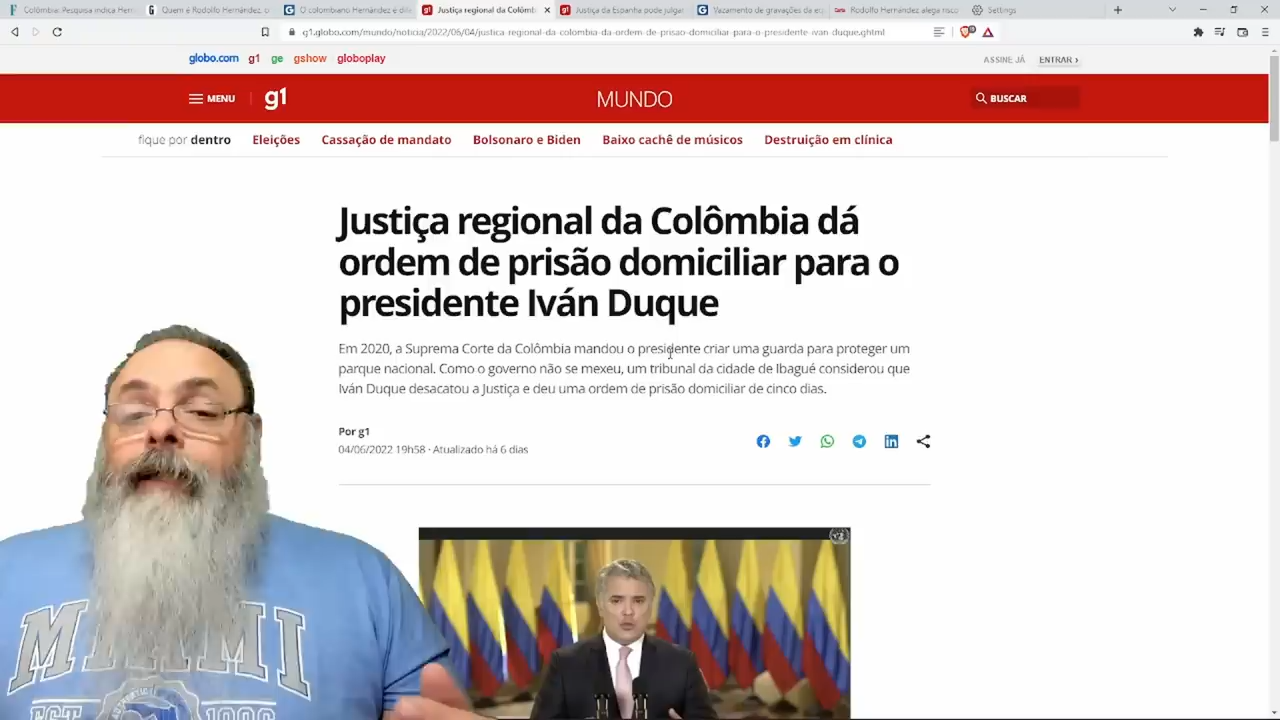 Colômbia: Pesquisa indica Hern
Quem é Rodolfo Hernández, o
O colombiano Hernández é
Justiça regional da Colômb
Justiça da Espanha pode julgar
Vazamento de gravações da
Rodolfo Hernández alega risco
Settings
g1.globo.com/mundo/noticia/2022/06/04/justica-regional-da-colombia-da-ordem-de-prisao-domiciliar-para-o-presidente-ivan-duque.ghtml
globo.com g1 ge gshow globoplay
ASSINE JÁ ENTRAR ›
MENU g1 MUNDO BUSCAR
fique por dentro Eleições Cassação de mandato Bolsonaro e Biden Baixo cachê de músicos Destruição em clínica
Justiça regional da Colômbia dá
ordem de prisão domiciliar para o
presidente Iván Duque
Em 2020, a Suprema Corte da Colômbia mandou o presidente criar uma guarda para proteger um
parque nacional. Como o governo não se mexeu, um tribunal da cidade de Ibagué considerou que
Iván Duque desacatou a Justiça e deu uma ordem de prisão domiciliar de cinco dias.
Por g1
04/06/2022 19h58 · Atualizado há 6 dias